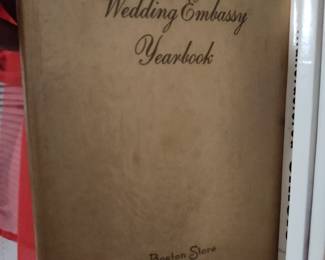 Wedding Embassy
Yearbook
Boston Store